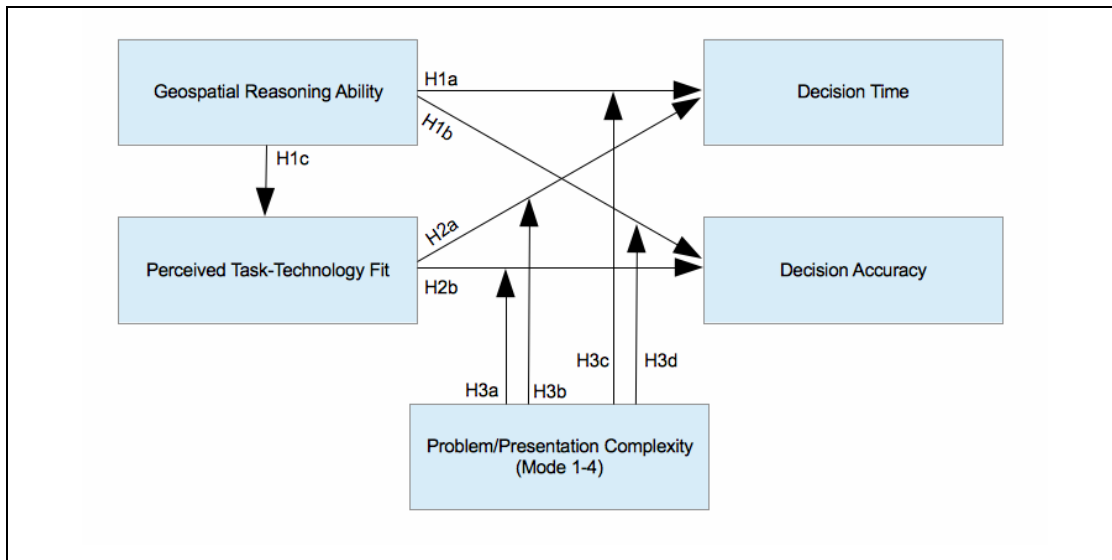 Geospatial Reasoning Ability
H1a
Decision Time
H1b
H1c
Perceived Task-Technology Fit
H2a
H2b
Decision Accuracy
H3a
H3b
H3c
H3d
Problem/Presentation Complexity
(Mode 1-4)